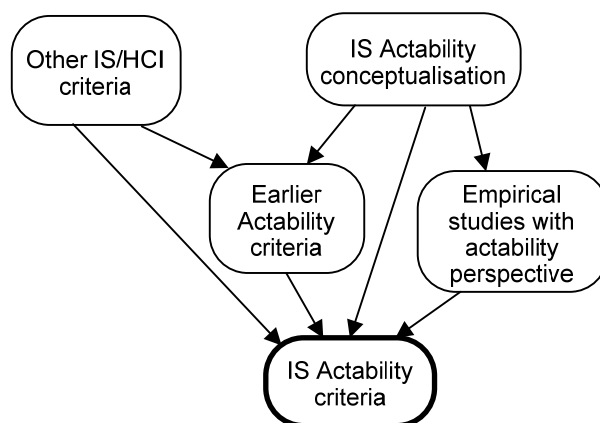 Other IS/HCI
criteria
IS Actability
conceptualisation
Earlier
Actability
criteria
Empirical
studies with
actability
perspective
IS Actability
criteria